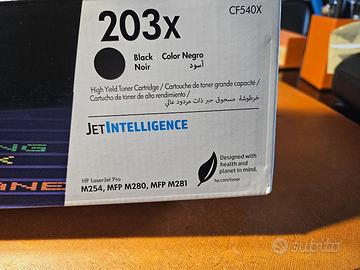 203x
CF540X
Black
Noir
Color Negro
أسود
High Yield Toner Cartridge / Cartouche de toner grande capacité /
Cartucho de tóner de alto rendimiento /
خرطوشة مسحوق حبر ذات مردود عالي
JetIntelligence
HP LaserJet Pro
M254, MFP M280, MFP M281
Designed with
health and
planet in mind.
hp.com/toner
subito